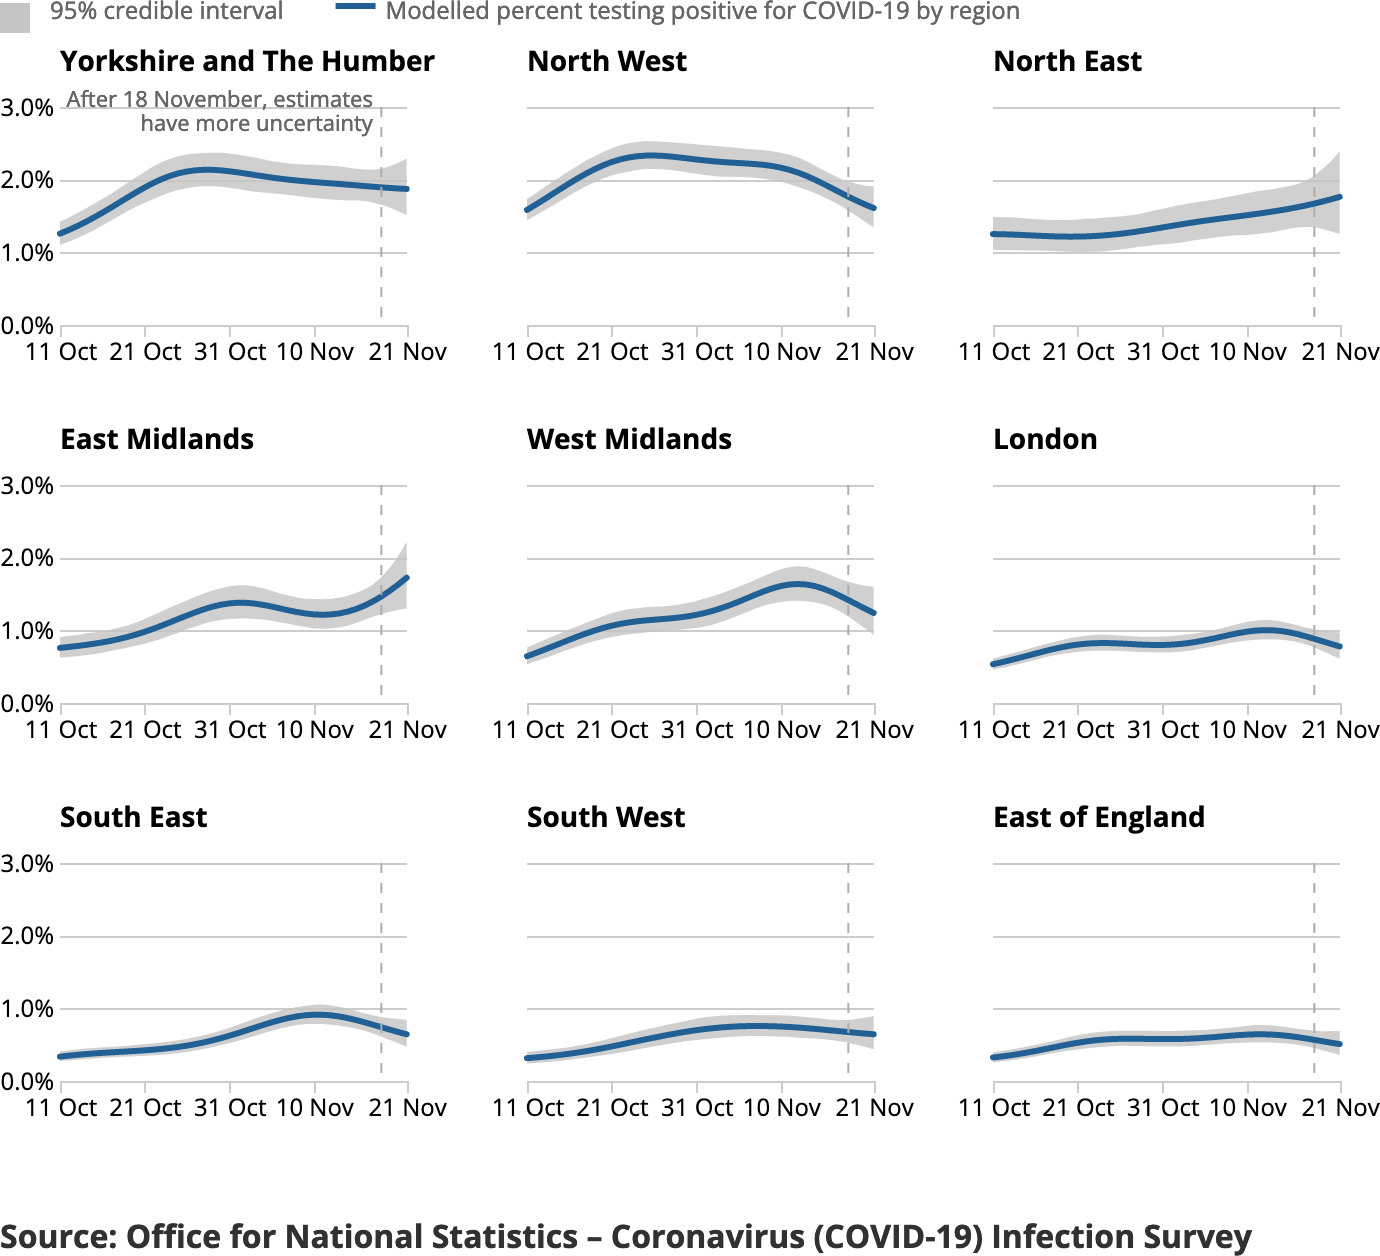 95% credible interval Modelled percent testing positive for COVID-19 by region
Yorkshire and The Humber North West North East
3.0% After 18 November, estimates
have more uncertainty
2.0%
1.0%
0.0%
11 Oct 21 Oct 31 Oct 10 Nov 21 Nov 11 Oct 21 Oct 31 Oct 10 Nov 21 Nov 11 Oct 21 Oct 31 Oct 10 Nov 21 Nov
East Midlands West Midlands London
3.0%
2.0%
1.0%
0.0%
11 Oct 21 Oct 31 Oct 10 Nov 21 Nov 11 Oct 21 Oct 31 Oct 10 Nov 21 Nov 11 Oct 21 Oct 31 Oct 10 Nov 21 Nov
South East South West East of England
3.0%
2.0%
1.0%
0.0%
11 Oct 21 Oct 31 Oct 10 Nov 21 Nov 11 Oct 21 Oct 31 Oct 10 Nov 21 Nov 11 Oct 21 Oct 31 Oct 10 Nov 21 Nov
Source: Office for National Statistics – Coronavirus (COVID-19) Infection Survey